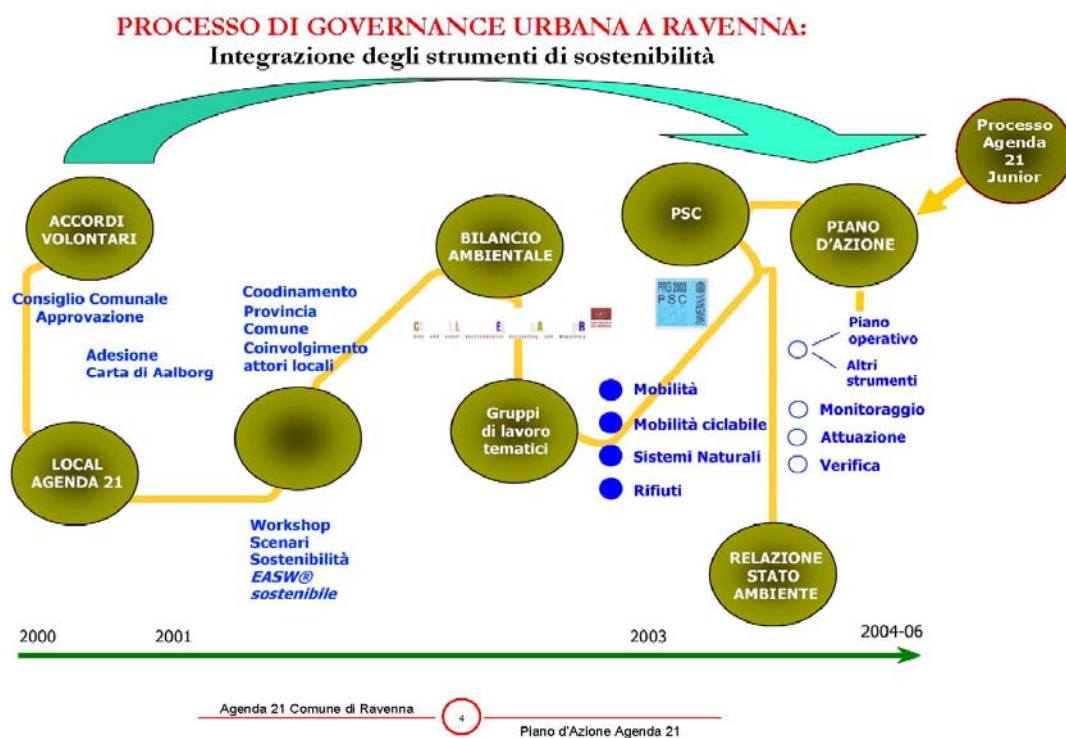 PROCESSO DI GOVERNANCE URBANA A RAVENNA:
Integrazione degli strumenti di sostenibilità
Processo
Agenda
21
Junior
ACCORDI
VOLONTARI
BILANCIO
AMBIENTALE
PSC
PIANO
D'AZIONE
Consiglio Comunale
Approvazione
Adesione
Carta di Aalborg
Coodinamento
Provincia
Comune
Coinvolgimento
attori locali
PRG 2003
PSC
RAVENNA
Piano
operativo
Altri
strumenti
Monitoraggio
Attuazione
Verifica
LOCAL
AGENDA 21
Gruppi
di lavoro
tematici
Mobilità
Mobilità ciclabile
Sistemi Naturali
Rifiuti
Workshop
Scenari
Sostenibilità
EASW®
sostenibile
RELAZIONE
STATO
AMBIENTE
2000
2001
2003
2004-06
Agenda 21 Comune di Ravenna
4
Piano d'Azione Agenda 21